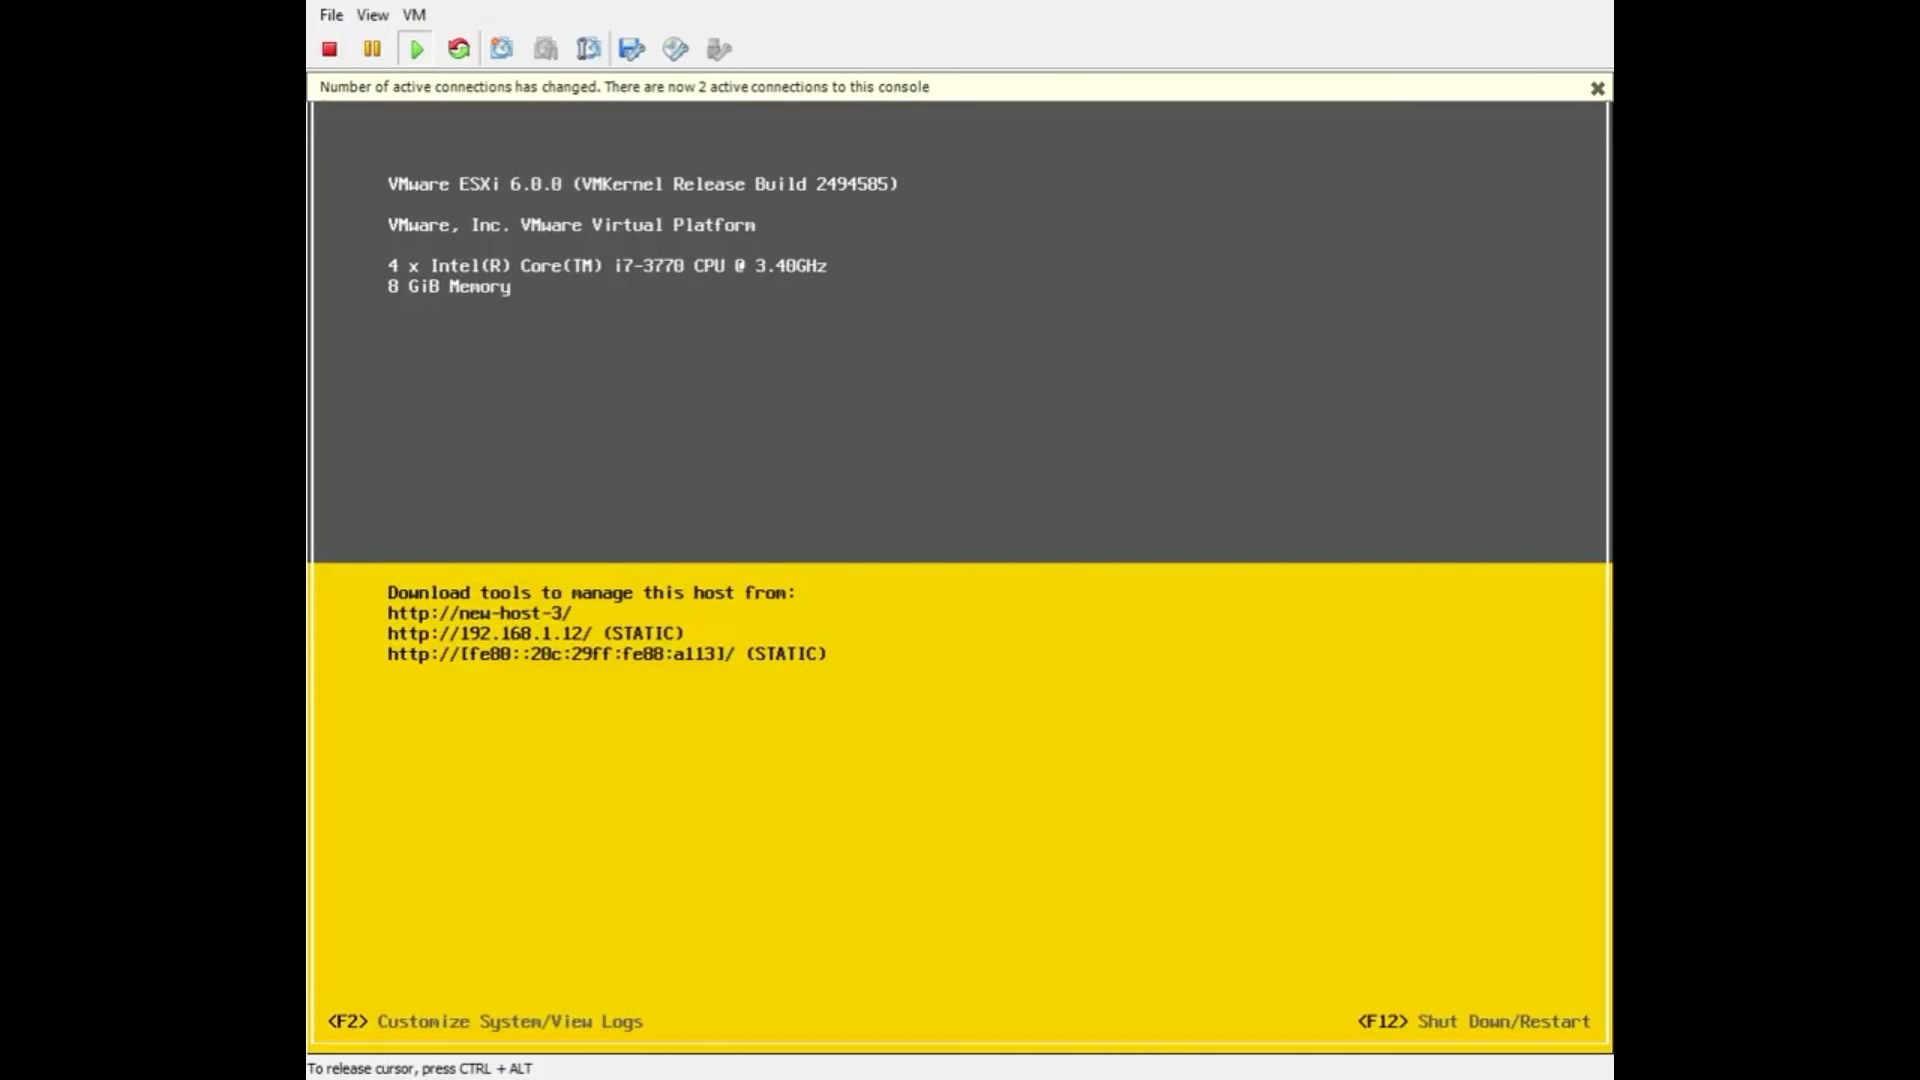 File View VM
Number of active connections has changed. There are now 2 active connections to this console
VMware ESXi 6.0.0 (VMKernel Release Build 2494585)
VMware, Inc. VMware Virtual Platform
4 x Intel(R) Core(TM) i7-3770 CPU @ 3.40GHz
8 GiB Memory
Download tools to manage this host from:
http://new-host-3/
http://192.168.1.12/ (STATIC)
http://[fe80::20c:29ff:fe88:a113]/ (STATIC)
<F2> Customize System/View Logs
<F12> Shut Down/Restart
To release cursor, press CTRL + ALT